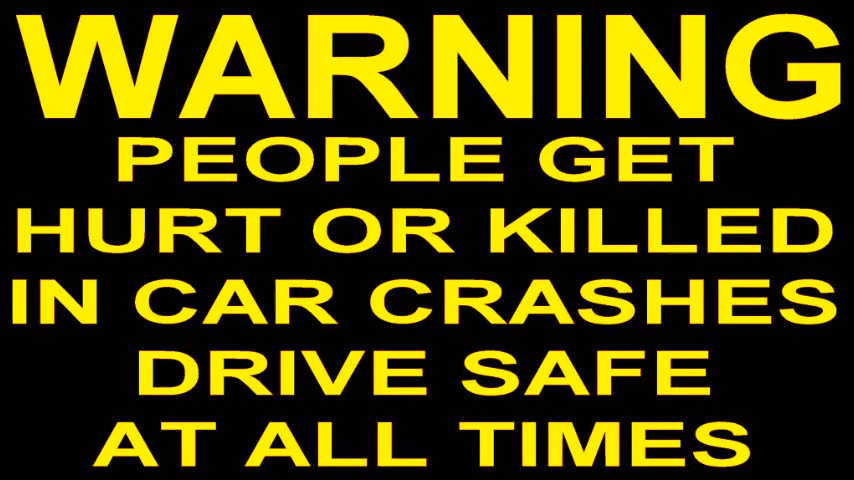 WARNING
PEOPLE GET
HURT OR KILLED
IN CAR CRASHES
DRIVE SAFE
AT ALL TIMES